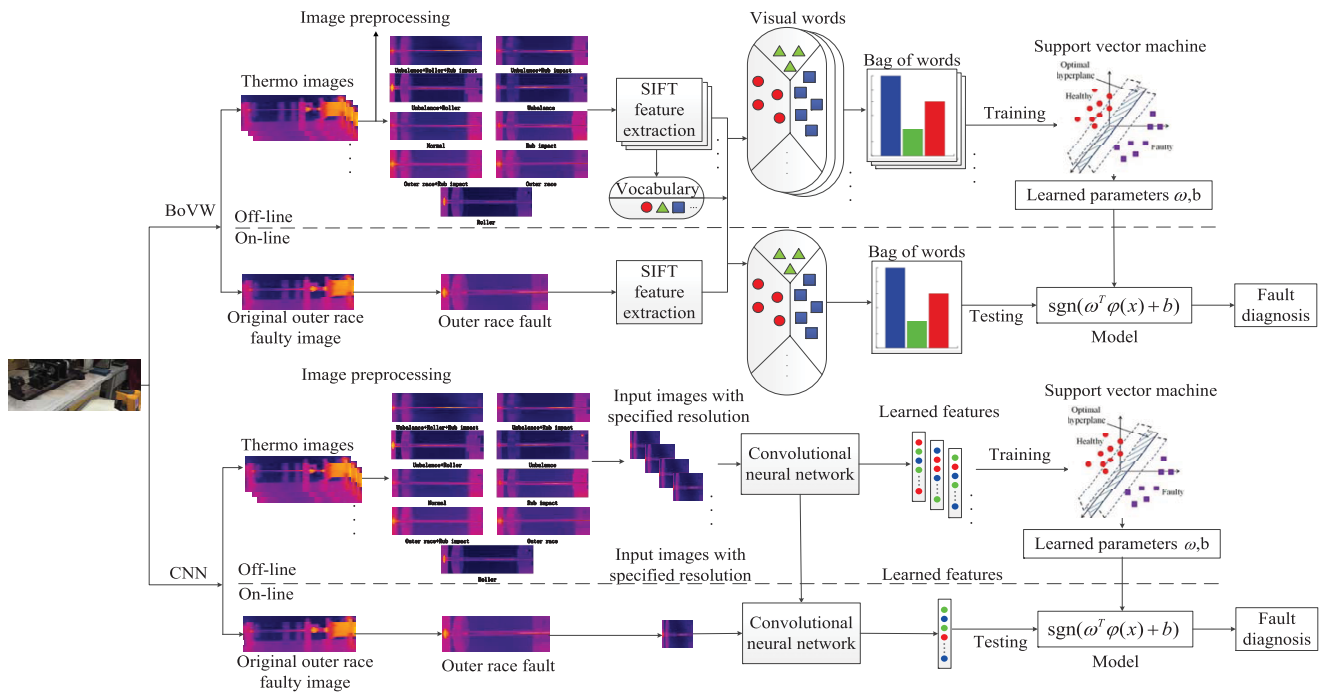 Image preprocessing
Visual words
Support vector machine
Optimal
hyperplane
Healthy
Faulty
Thermo images
Unbalance+Roller+Rub impact
Unbalance+Rub impact
Unbalance+Roller
Unbalance
Normal
Rub impact
Outer race+Rub impact
Outer race
Roller
SIFT
feature
extraction
Vocabulary
...
Bag of words
Training
Learned parameters ω,b
BoVW
Off-line
On-line
Original outer race
faulty image
Outer race fault
SIFT
feature
extraction
Bag of words
Testing
sgn(ω^T φ(x)+b)
Model
Fault
diagnosis
Image preprocessing
Input images with
specified resolution
Learned features
Support vector machine
Optimal
hyperplane
Healthy
Faulty
Thermo images
Unbalance+Roller+Rub impact
Unbalance+Rub impact
Unbalance+Roller
Unbalance
Normal
Rub impact
Outer race+Rub impact
Outer race
Roller
Convolutional
neural network
Training
Learned parameters ω,b
CNN
Off-line
On-line
Input images with
specified resolution
Learned features
Original outer race
faulty image
Outer race fault
Convolutional
neural network
Testing
sgn(ω^T φ(x)+b)
Model
Fault
diagnosis